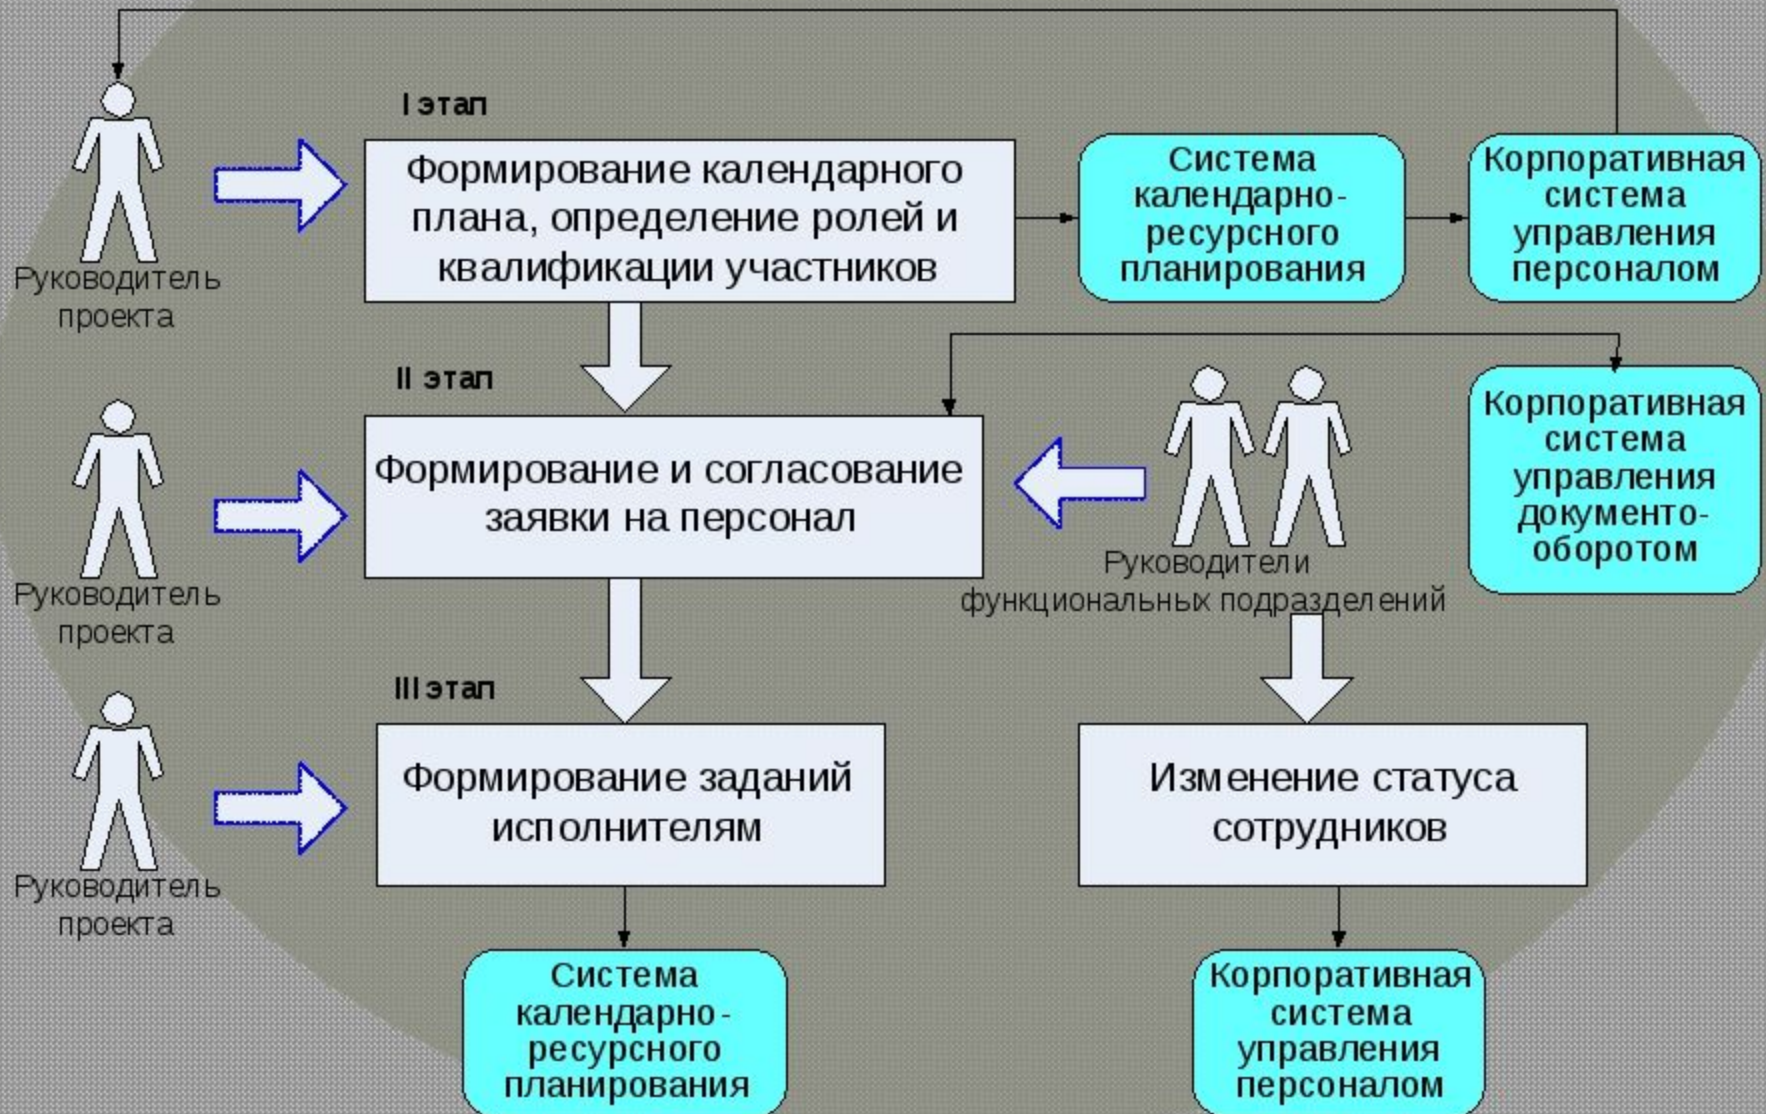 I этап
Формирование календарного
плана, определение ролей и
квалификации участников
Система
календарно-
ресурсного
планирования
Корпоративная
система
управления
персоналом
Руководитель
проекта
II этап
Формирование и согласование
заявки на персонал
Руководители
функциональных подразделений
Корпоративная
система
управления
документо-
оборотом
Руководитель
проекта
III этап
Формирование заданий
исполнителям
Изменение статуса
сотрудников
Руководитель
проекта
Система
календарно-
ресурсного
планирования
Корпоративная
система
управления
персоналом